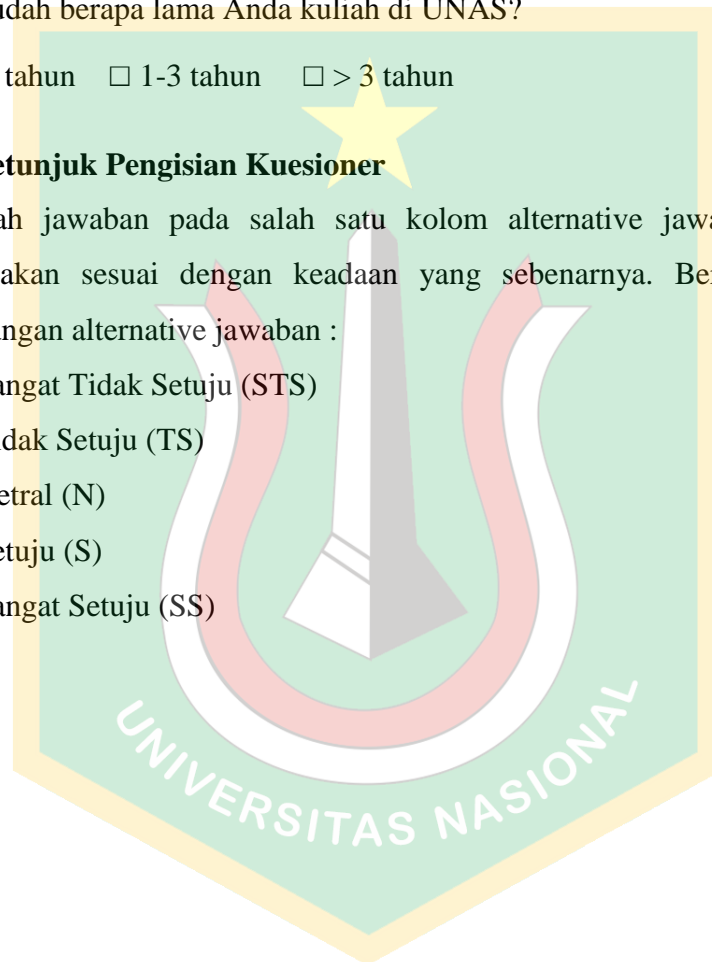 udah berapa lama Anda kuliah di UNAS?
tahun □ 1-3 tahun □ > 3 tahun
etunjuk Pengisian Kuesioner
ah jawaban pada salah satu kolom alternative jawa
akan sesuai dengan keadaan yang sebenarnya. Be
ngan alternative jawaban :
angat Tidak Setuju (STS)
idak Setuju (TS)
etral (N)
etuju (S)
angat Setuju (SS)
UNIVERSITAS NASIONAL